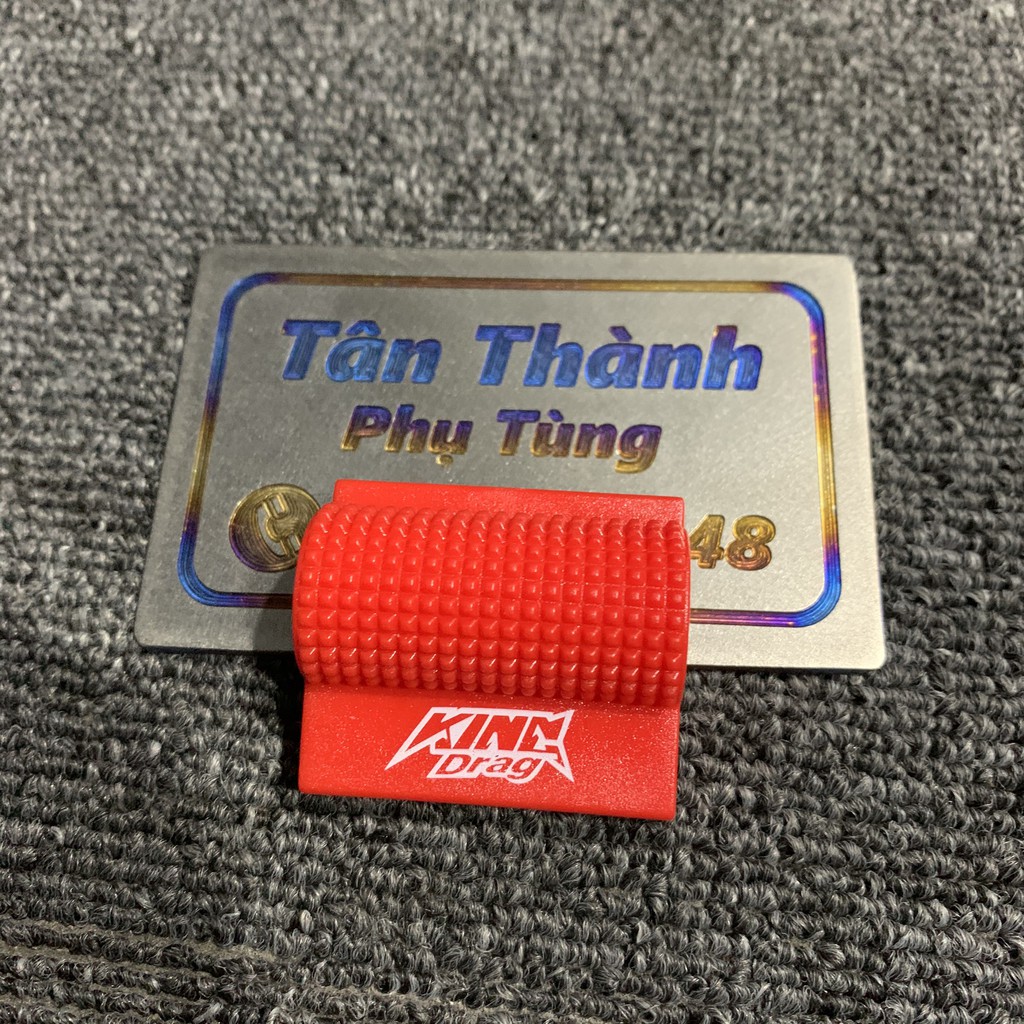 Tân Thành
Phụ Tùng
48
KING
Drag